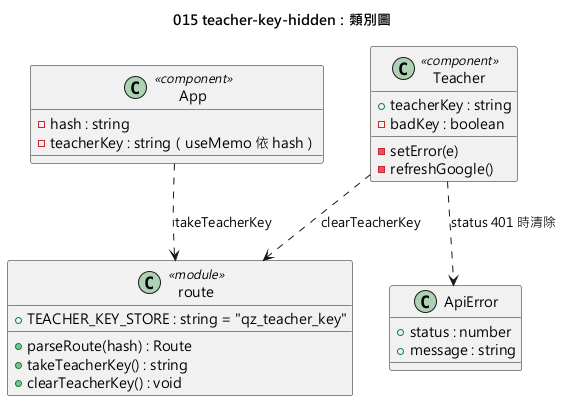 015 teacher-key-hidden：類別圖
C «component» App
hash : string
teacherKey : string ( useMemo 依 hash )
C «component» Teacher
teacherKey : string
badKey : boolean
setError(e)
refreshGoogle()
takeTeacherKey
clearTeacherKey
status 401 時清除
C «module» route
TEACHER_KEY_STORE : string = "qz_teacher_key"
parseRoute(hash) : Route
takeTeacherKey() : string
clearTeacherKey() : void
C ApiError
status : number
message : string